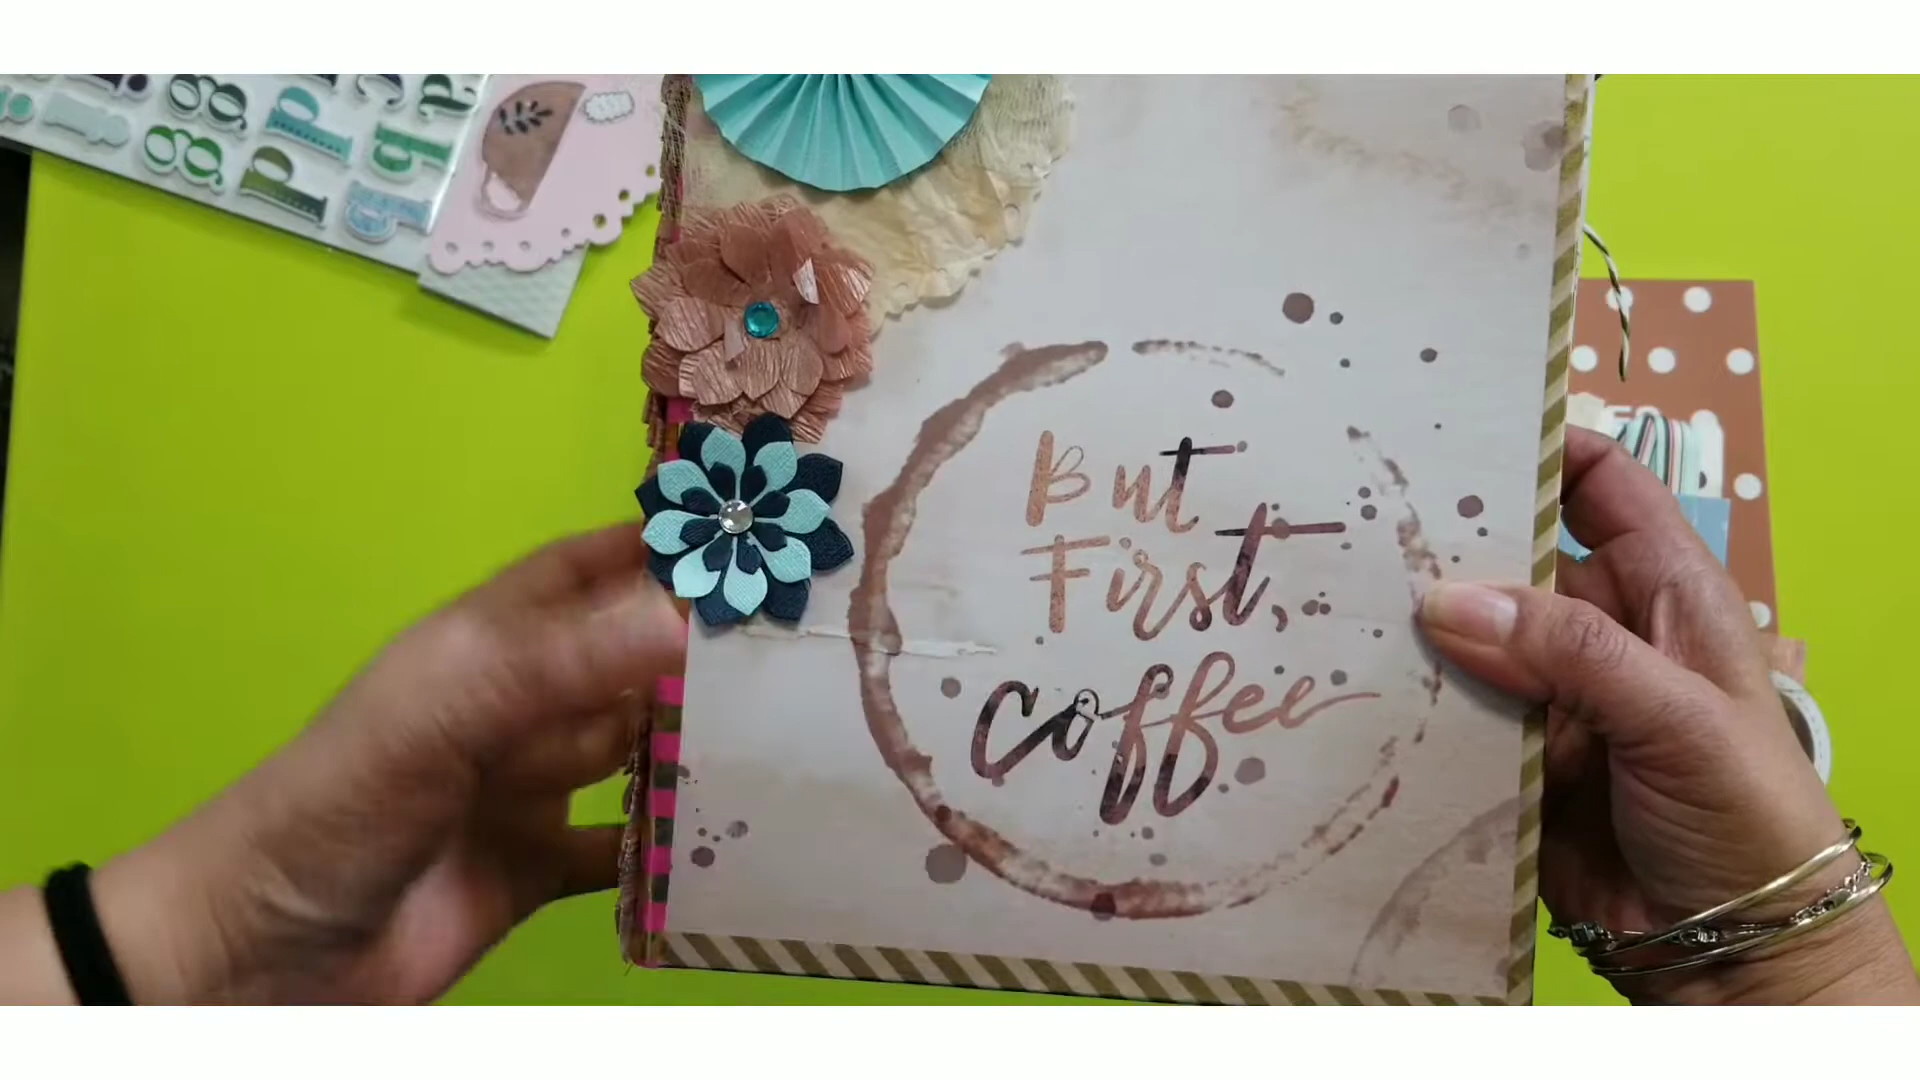 c a
g d b
g d b
But
First,
coffee